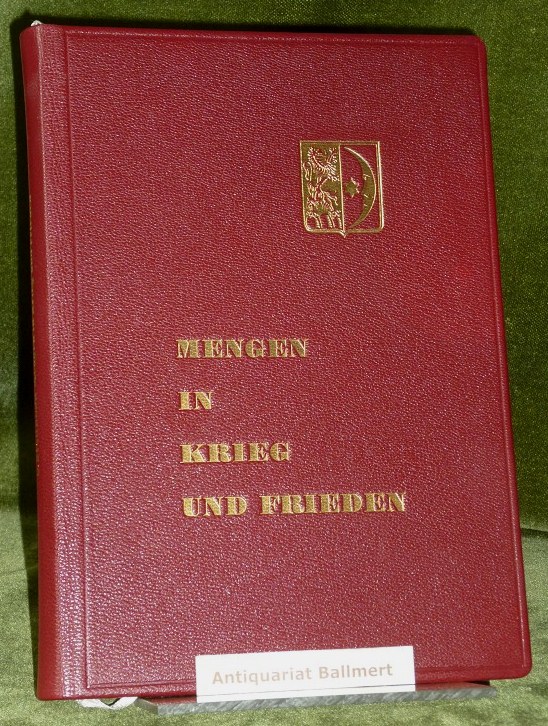 MENGEN
IN
KRIEG
UND FRIEDEN
Antiquariat Ballmert